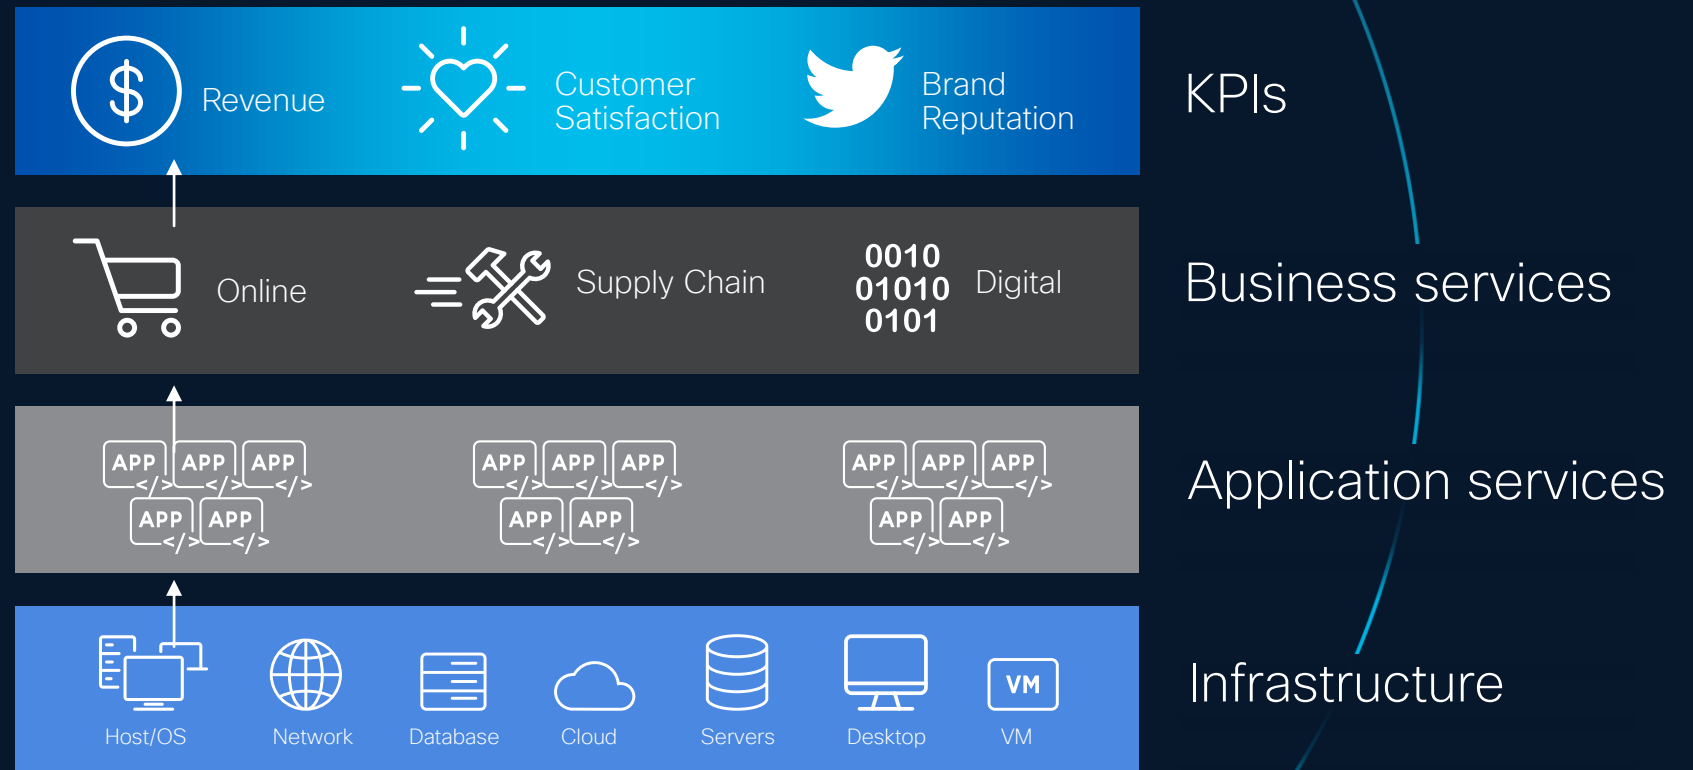 Revenue
Customer
Satisfaction
Brand
Reputation
KPIs
Online
Supply Chain
0010
01010
0101
Digital
Business services
APP APP APP
</> </> </>
APP APP
</> </>
APP APP APP
</> </> </>
APP APP
</> </>
APP APP APP
</> </> </>
APP APP
</> </>
Application services
VM
Host/OS
Network
Database
Cloud
Servers
Desktop
VM
Infrastructure